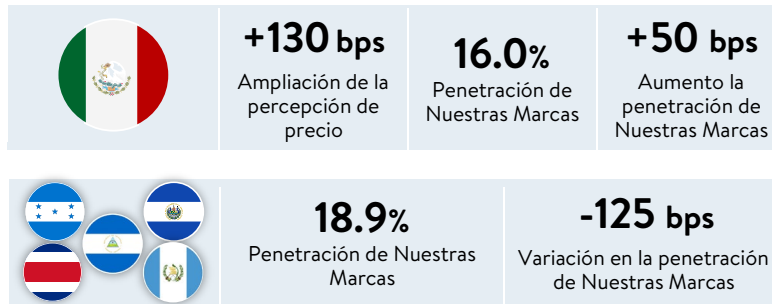 +130 bps
Ampliación de la
percepción de
precio
16.0%
Penetración de
Nuestras Marcas
+50 bps
Aumento la
penetración de
Nuestras Marcas
18.9%
Penetración de Nuestras
Marcas
-125 bps
Variación en la penetración
de Nuestras Marcas